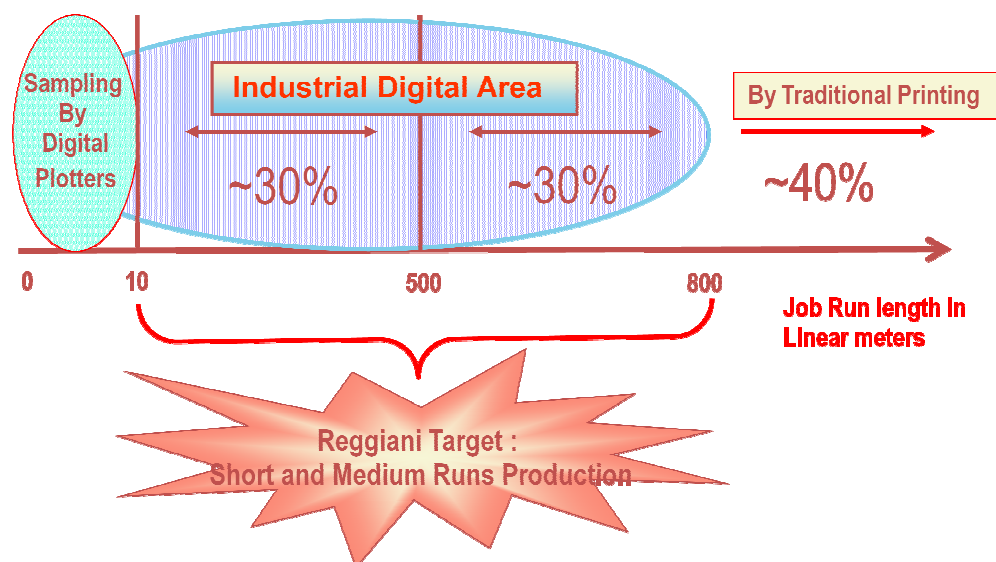 Sampling
By
Digital
Plotters
Industrial Digital Area
By Traditional Printing
~30%
~30%
~40%
0
10
500
800
Job Run length in
Linear meters
Reggiani Target :
Short and Medium Runs Production